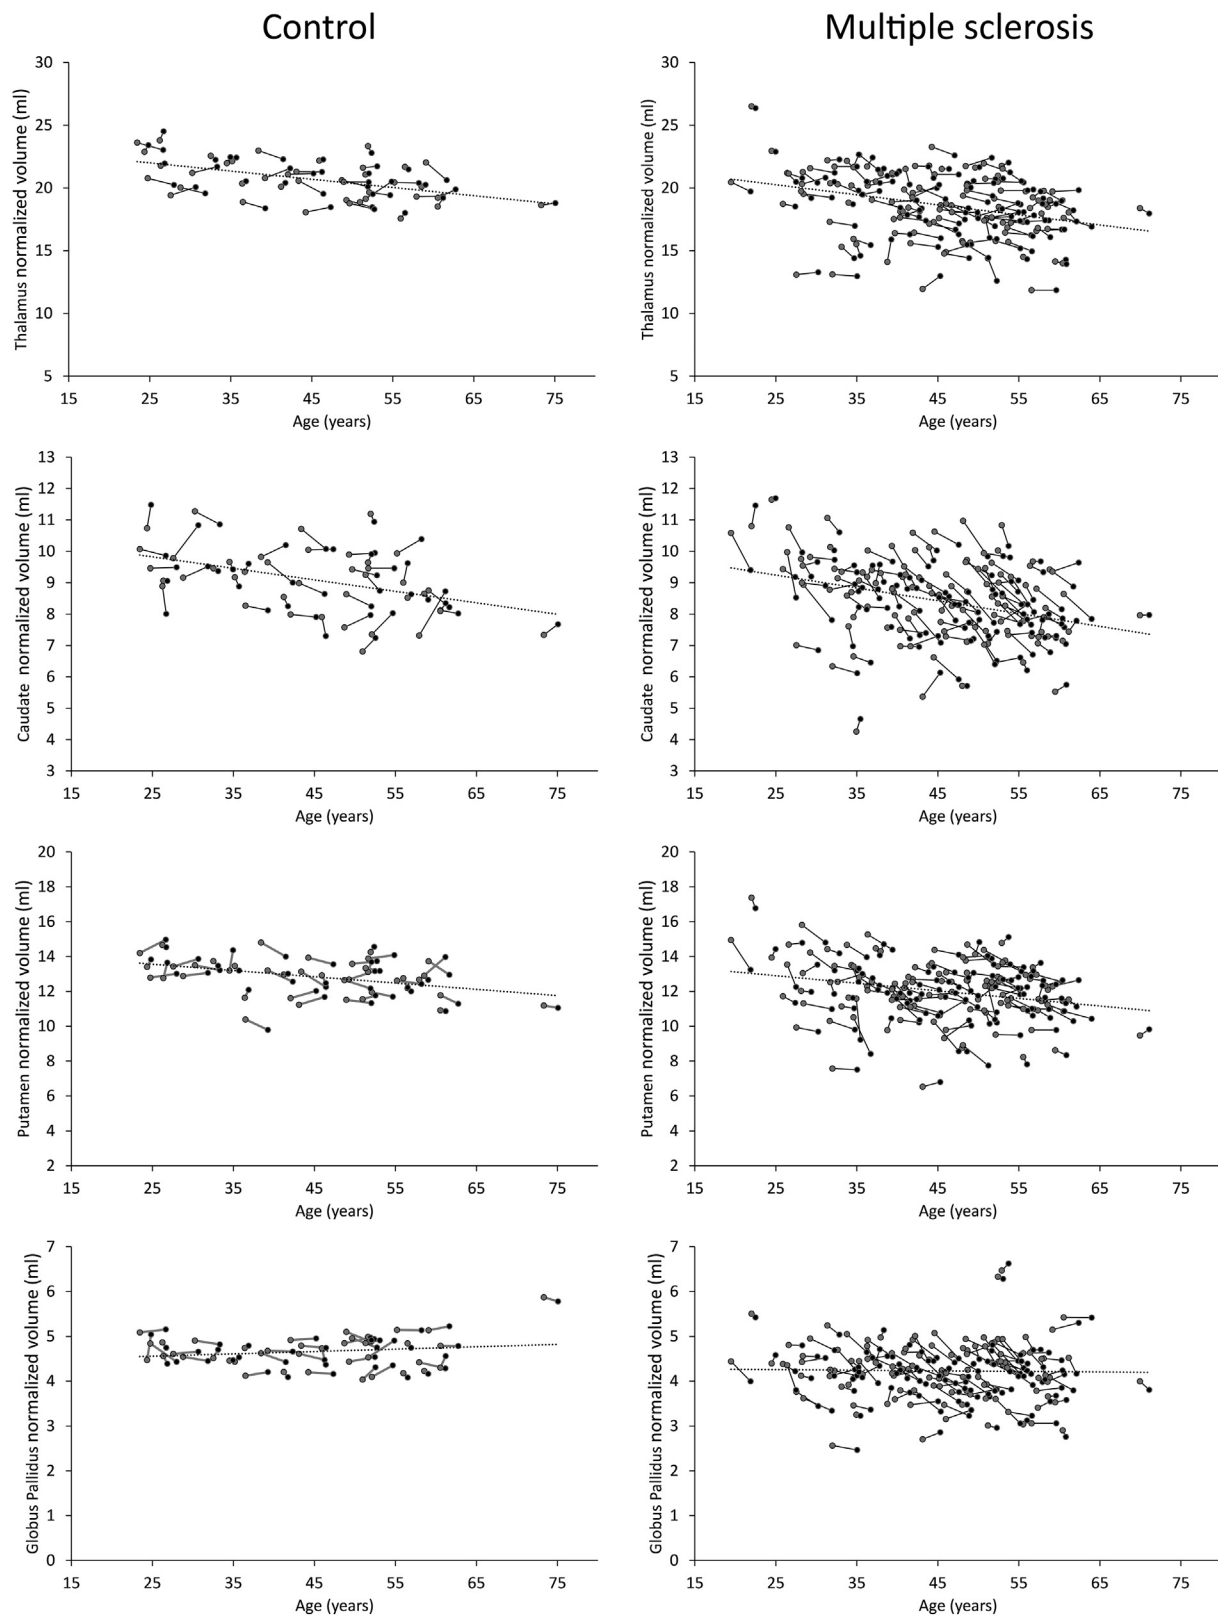 Control
Multiple sclerosis
Thalamus normalized volume (ml)
30
25
20
15
10
5
15 25 35 45 55 65 75
Age (years)
Thalamus normalized volume (ml)
30
25
20
15
10
5
15 25 35 45 55 65 75
Age (years)
Caudate normalized volume (ml)
13
12
11
10
9
8
7
6
5
4
3
15 25 35 45 55 65 75
Age (years)
Caudate normalized volume (ml)
13
12
11
10
9
8
7
6
5
4
3
15 25 35 45 55 65 75
Age (years)
Putamen normalized volume (ml)
20
18
16
14
12
10
8
6
4
2
15 25 35 45 55 65 75
Age (years)
Putamen normalized volume (ml)
20
18
16
14
12
10
8
6
4
2
15 25 35 45 55 65 75
Age (years)
Globus Pallidus normalized volume (ml)
7
6
5
4
3
2
1
0
15 25 35 45 55 65 75
Age (years)
Globus Pallidus normalized volume (ml)
7
6
5
4
3
2
1
0
15 25 35 45 55 65 75
Age (years)